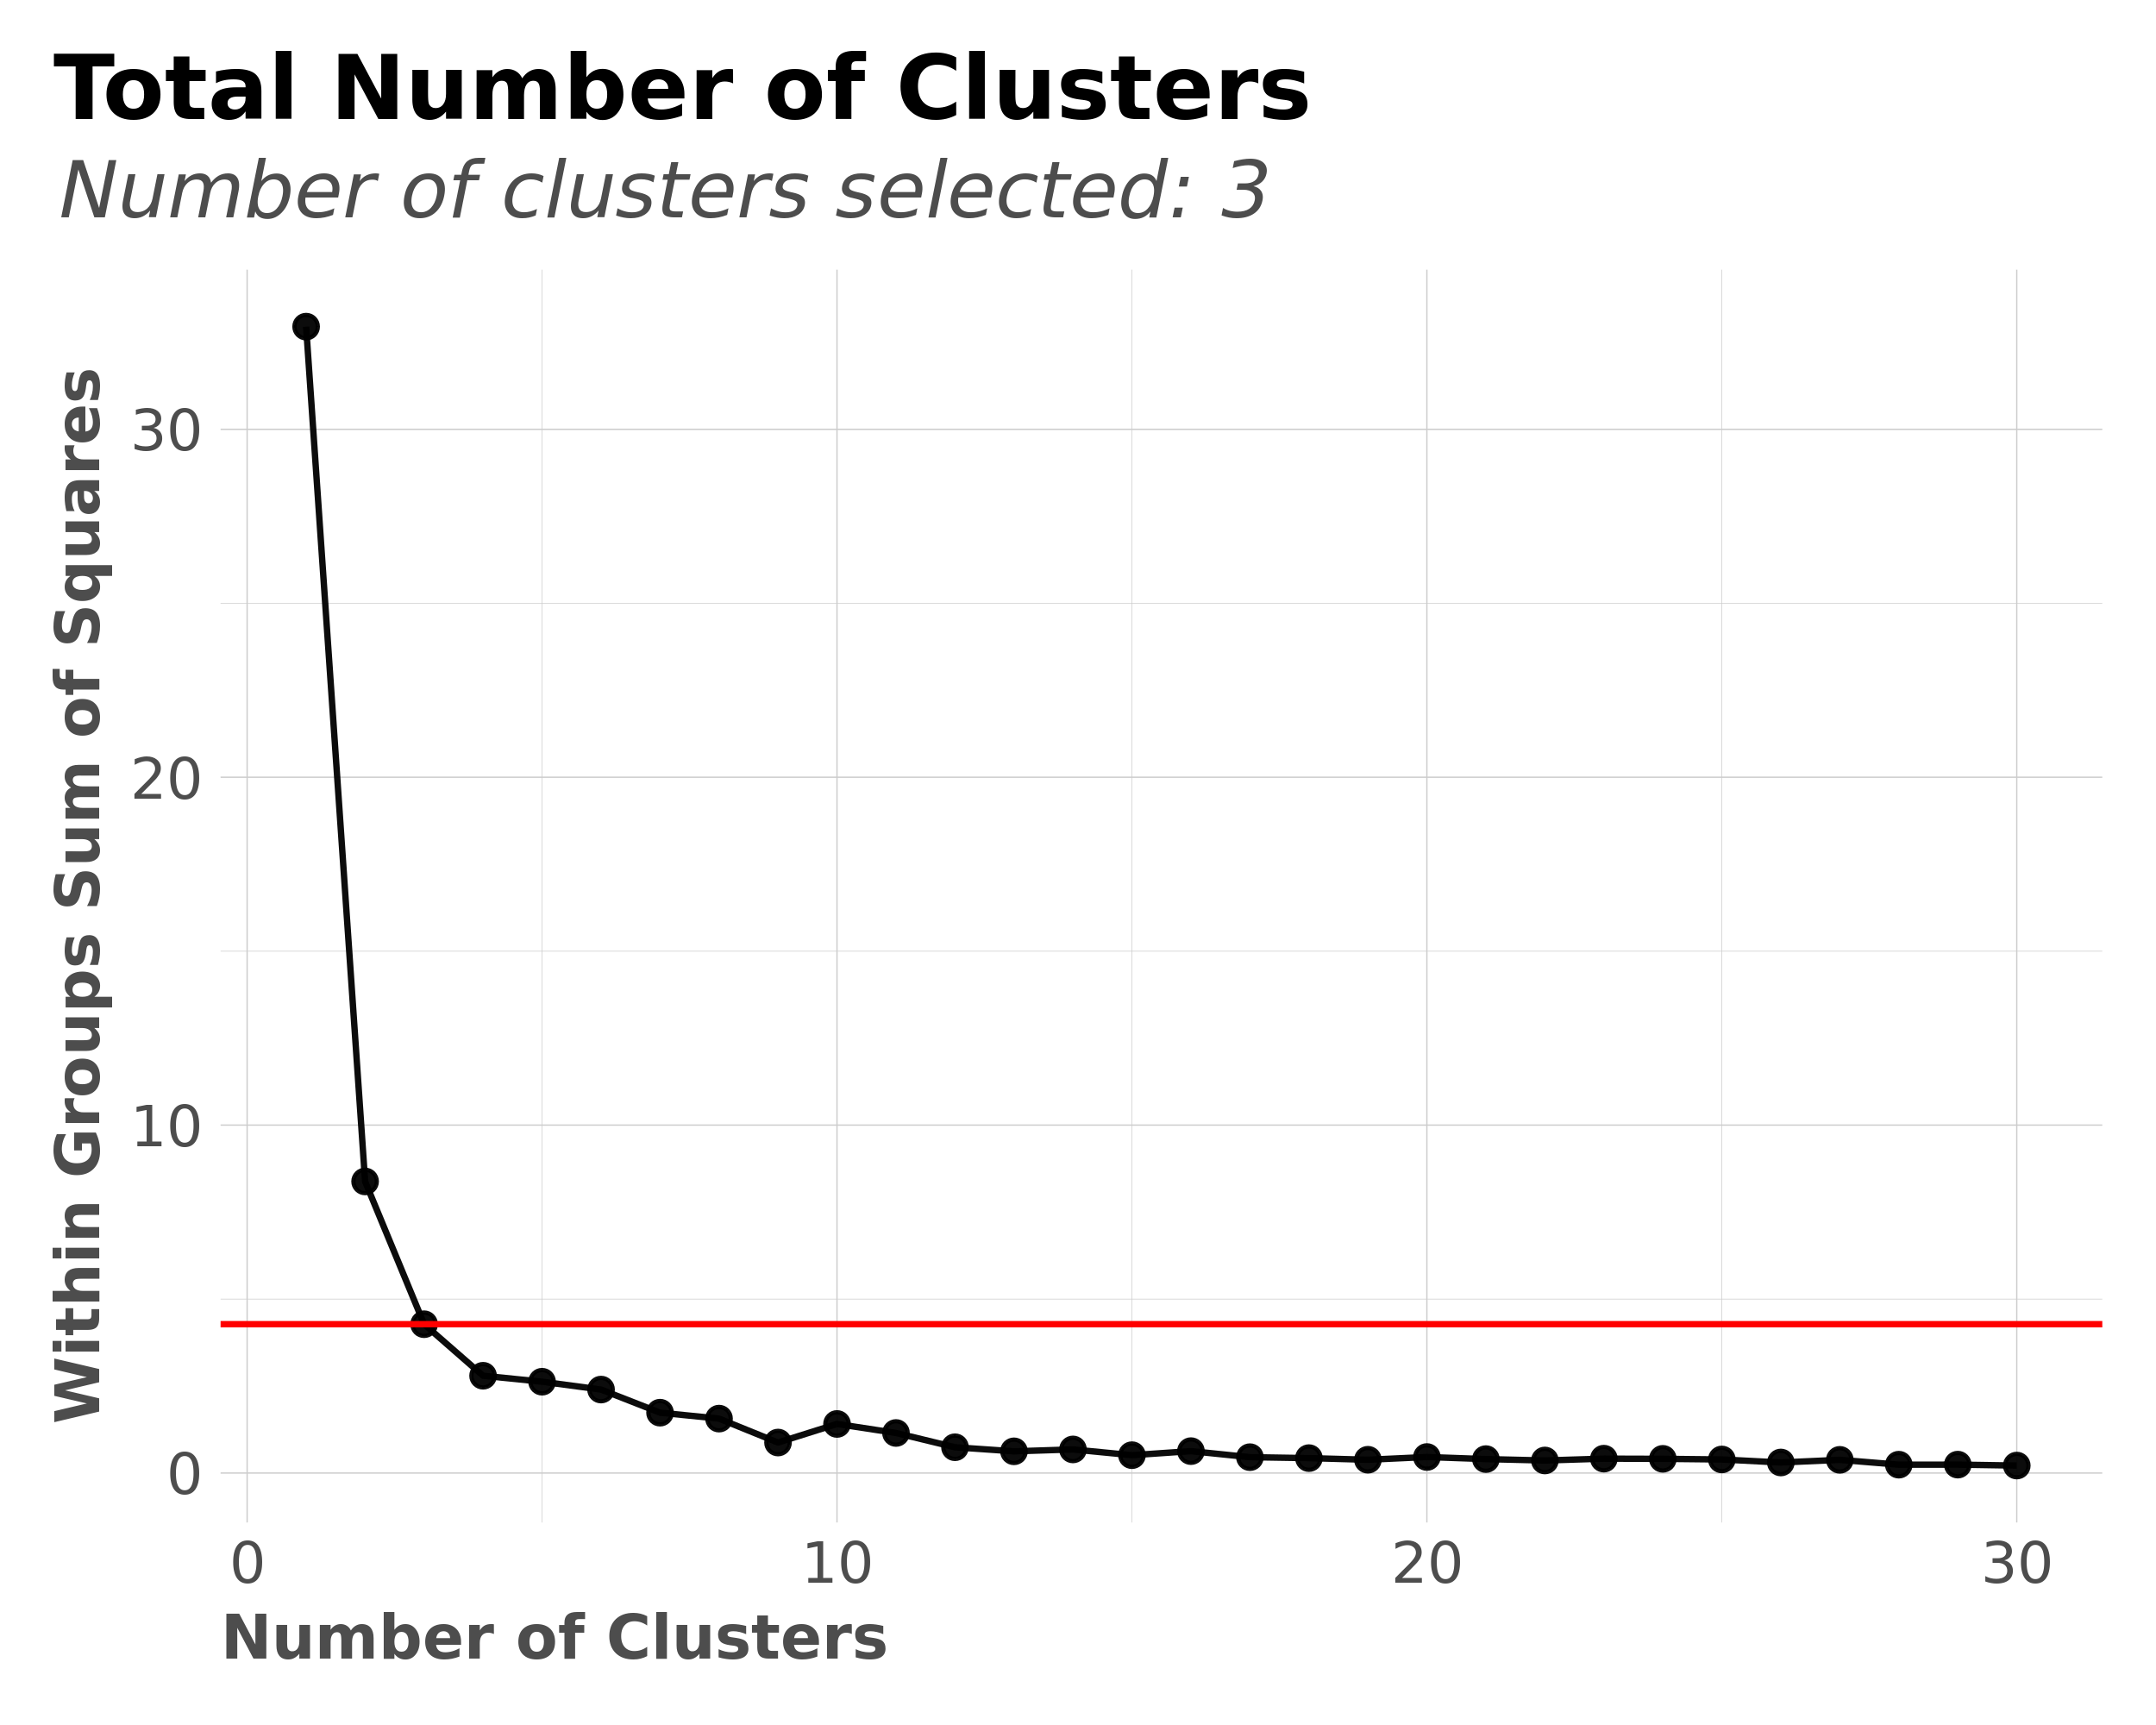 Total Number of Clusters
Number of clusters selected: 3
Within Groups Sum of Squares
30
20
10
0
0 10 20 30
Number of Clusters